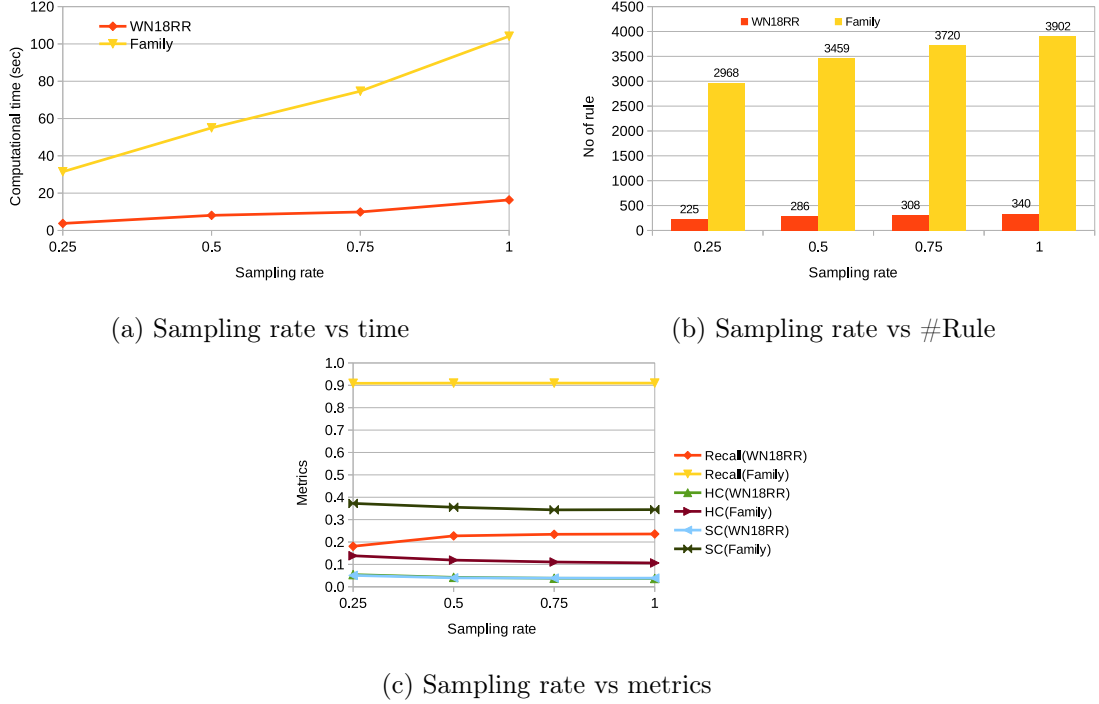 WN18RR
Family
120
100
80
60
40
20
0
Computational time (sec)
0.25 0.5 0.75 1
Sampling rate
(a) Sampling rate vs time
WN18RR Family
4500
4000
3500
3000
2500
2000
1500
1000
500
0
No of rule
225 2968 286 3459 308 3720 340 3902
0.25 0.5 0.75 1
Sampling rate
(b) Sampling rate vs #Rule
1.0
0.9
0.8
0.7
0.6
0.5
0.4
0.3
0.2
0.1
0.0
Metrics
0.25 0.5 0.75 1
Sampling rate
Recall(WN18RR)
Recall(Family)
HC(WN18RR)
HC(Family)
SC(WN18RR)
SC(Family)
(c) Sampling rate vs metrics